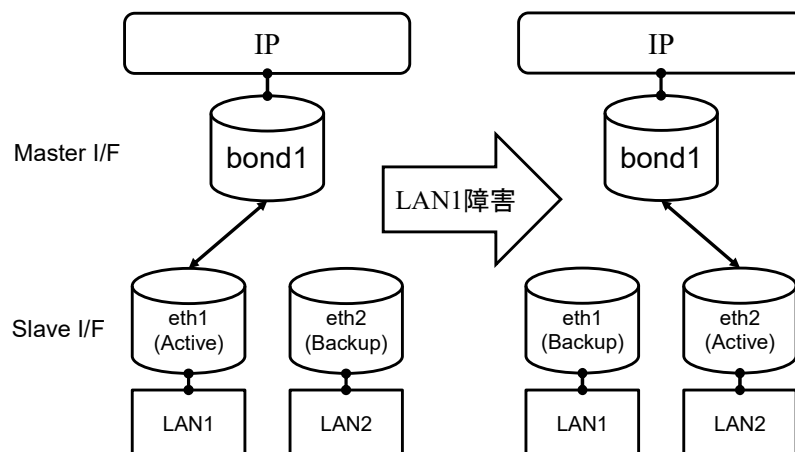 IP
IP
Master I/F
bond1
bond1
LAN1障害
Slave I/F
eth1
(Active)
eth2
(Backup)
eth1
(Backup)
eth2
(Active)
LAN1
LAN2
LAN1
LAN2